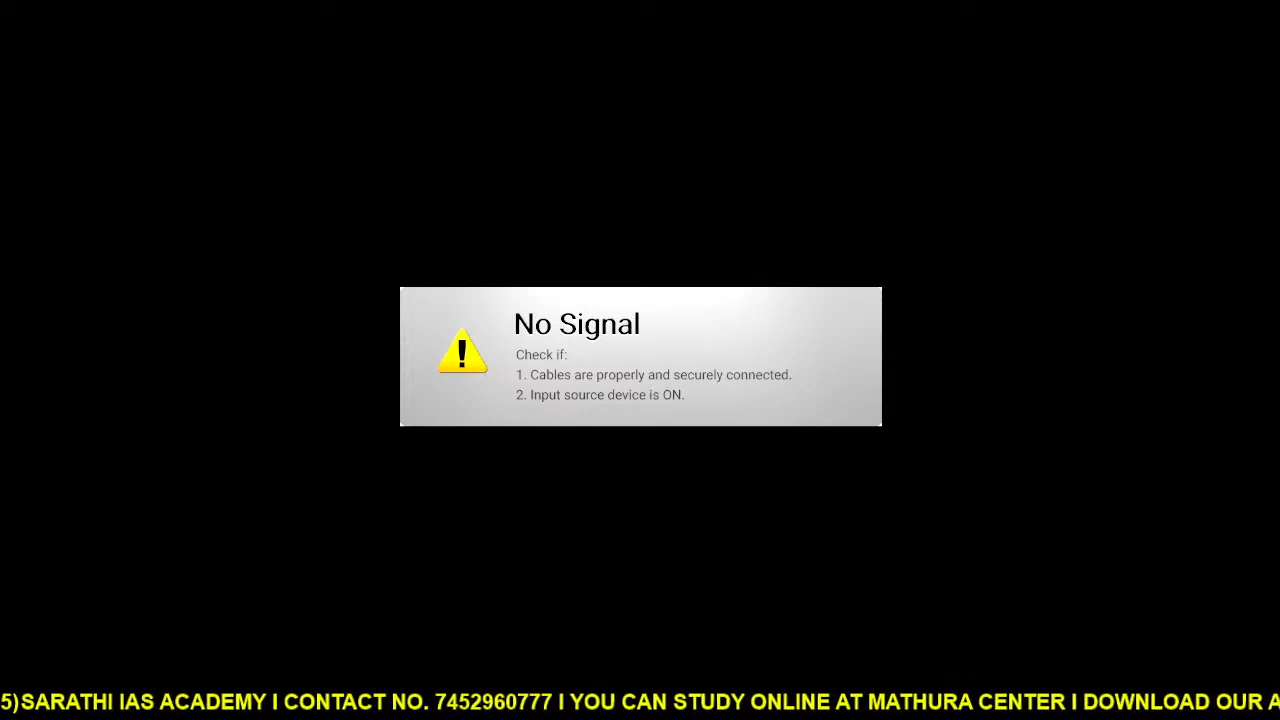 No Signal
Check if:
1. Cables are properly and securely connected.
2. Input source device is ON.
5)SARATHI IAS ACADEMY I CONTACT NO. 7452960777 I YOU CAN STUDY ONLINE AT MATHURA CENTER I DOWNLOAD OUR A